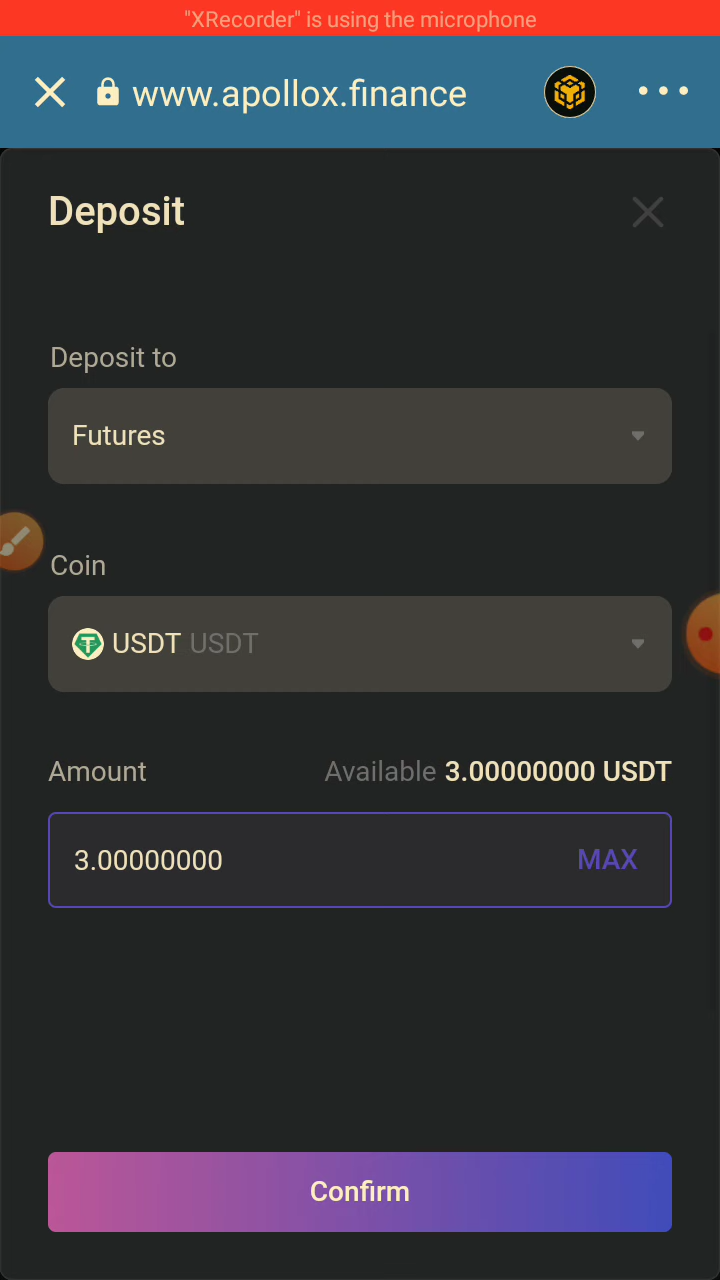 "XRecorder" is using the microphone
www.apollox.finance
Deposit
Deposit to
Futures
Coin
USDT USDT
Amount Available 3.00000000 USDT
3.00000000 MAX
Confirm